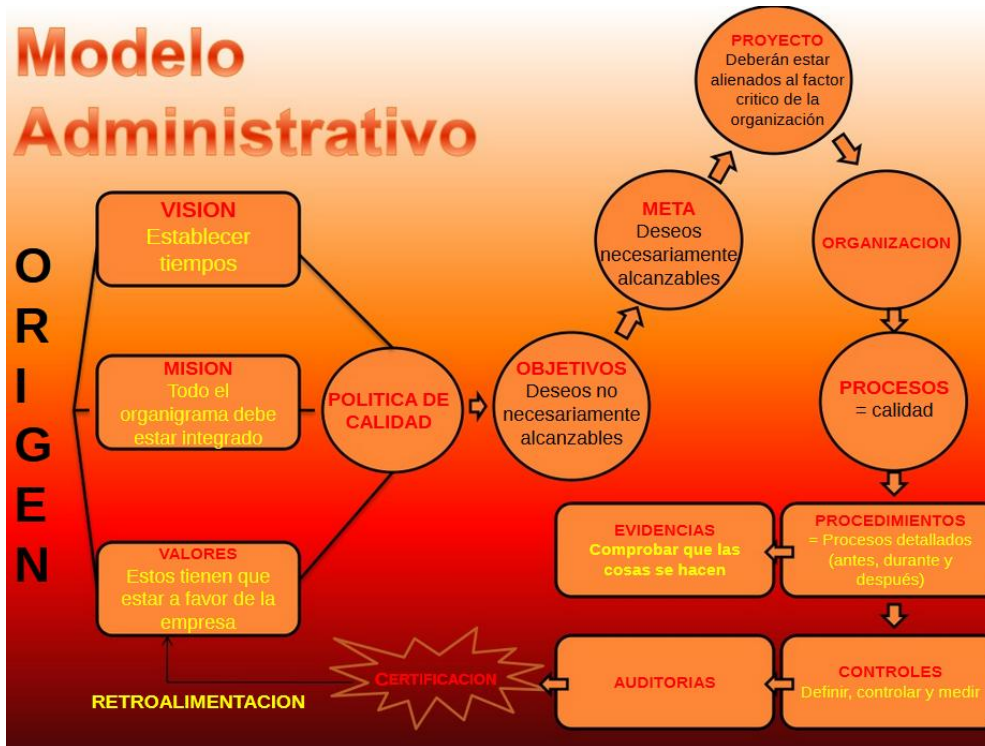 Modelo
Administrativo
ORIGEN
VISION
Establecer
tiempos
MISION
Todo el
organigrama debe
estar integrado
VALORES
Estos tienen que
estar a favor de la
empresa
POLITICA DE
CALIDAD
OBJETIVOS
Deseos no
necesariamente
alcanzables
META
Deseos
necesariamente
alcanzables
PROYECTO
Deberán estar
alienados al factor
critico de la
organización
ORGANIZACION
PROCESOS
= calidad
PROCEDIMIENTOS
= Procesos detallados
(antes, durante y
después)
EVIDENCIAS
Comprobar que las
cosas se hacen
CONTROLES
Definir, controlar y medir
AUDITORIAS
CERTIFICACION
RETROALIMENTACION